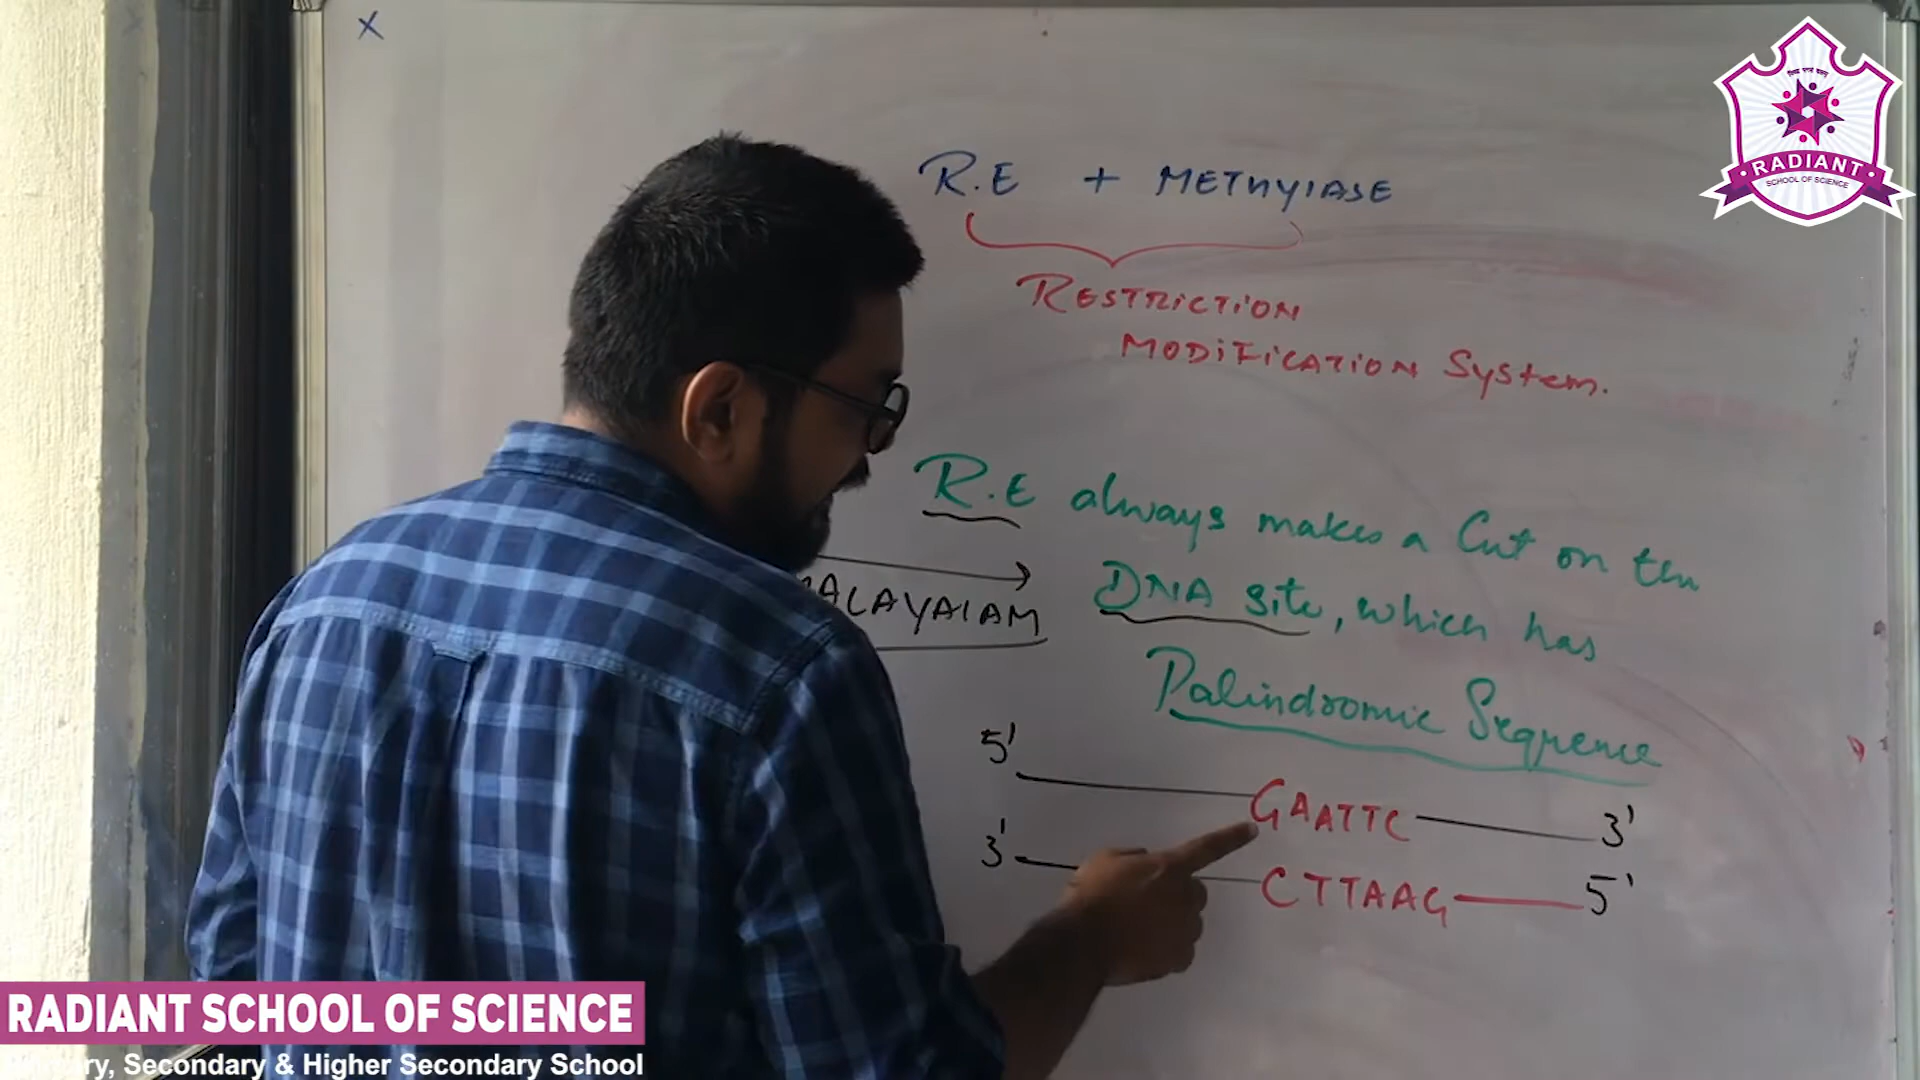 X
R.E + METHYLASE
RESTRICTION
MODIFICATION System.
R.E always makes a Cut on the
DNA site, which has
Palindromic Sequence
ALAYALAM
5' GAATTC 3'
3' CTTAAG 5'
RADIANT
SCHOOL OF SCIENCE
RADIANT SCHOOL OF SCIENCE
ry, Secondary & Higher Secondary School